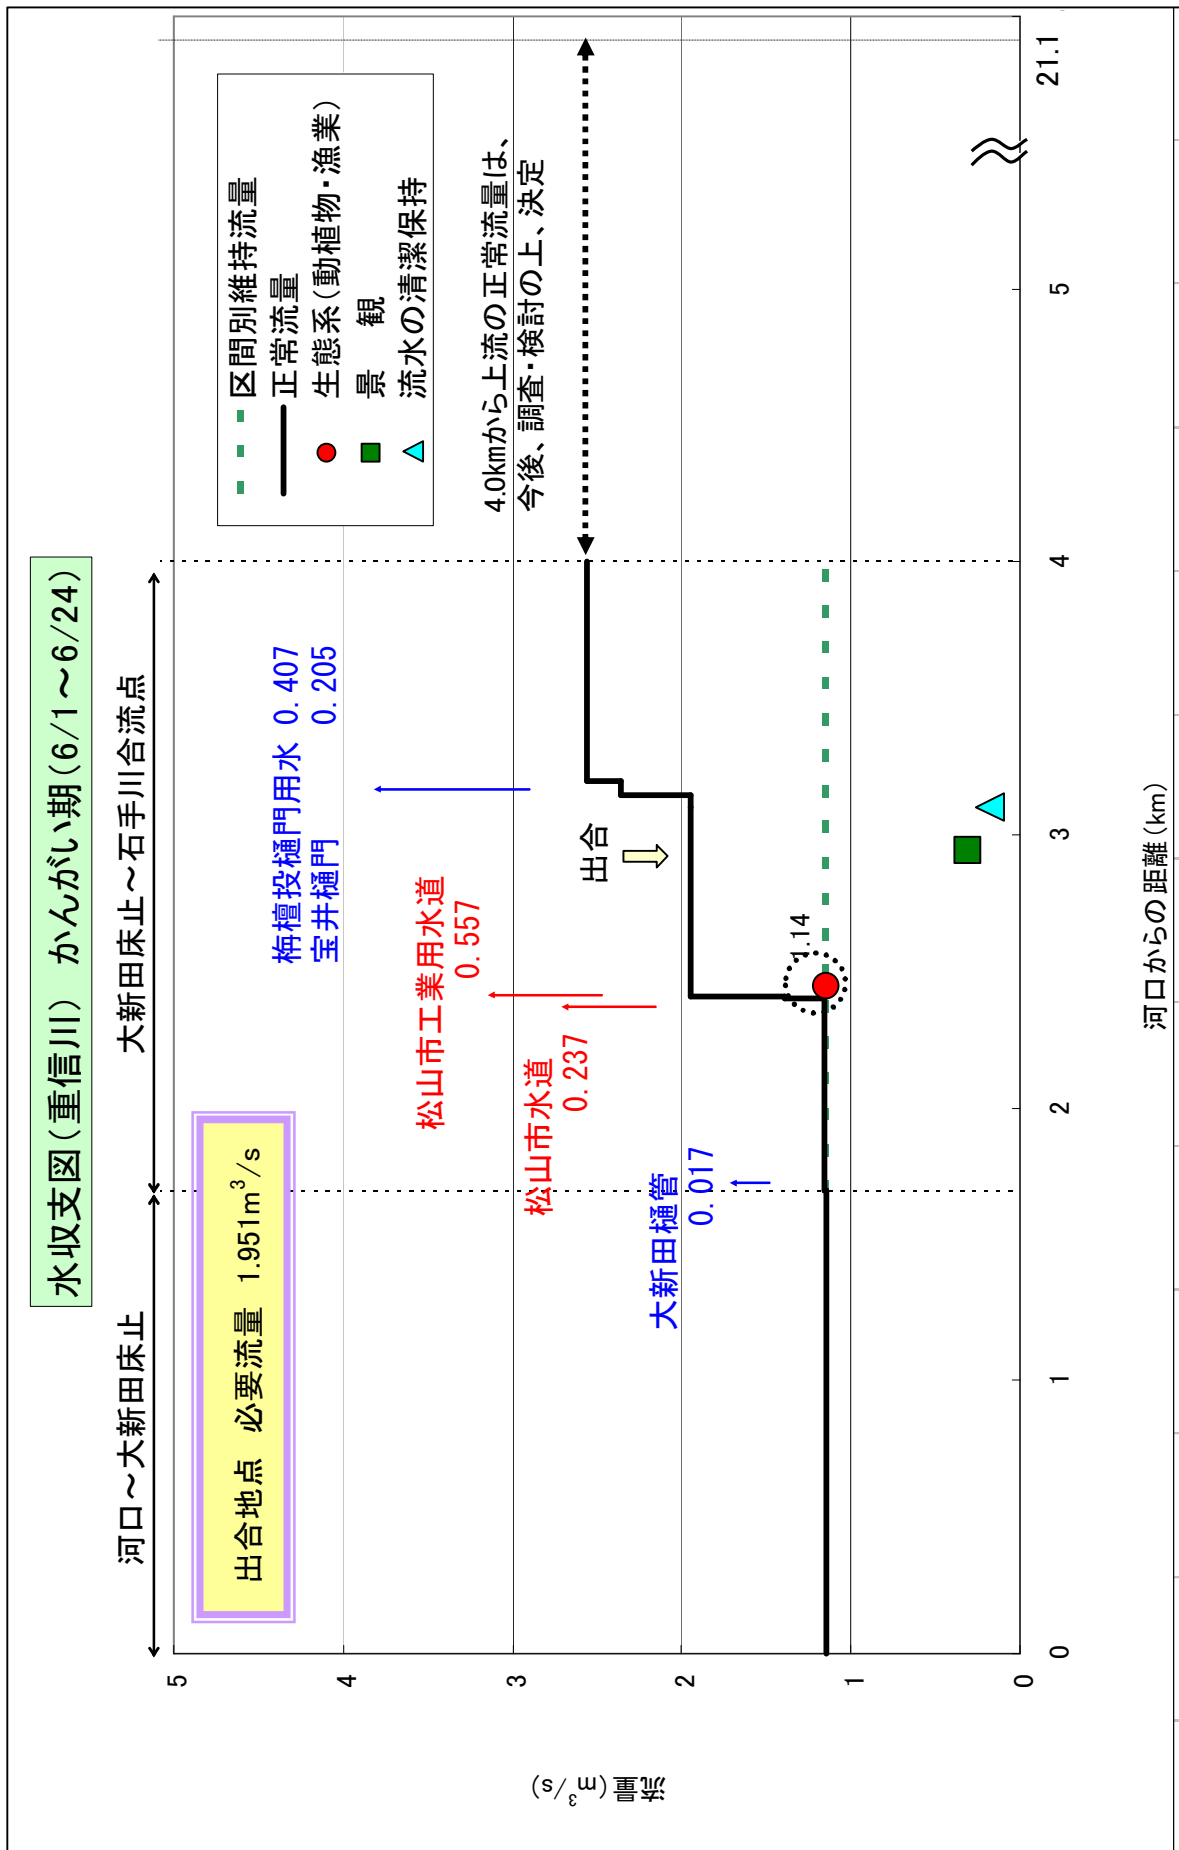 水収支図(重信川) かんがい期(6/1～6/24)
河口～大新田床止
大新田床止～石手川合流点
出合地点 必要流量 1.951m³/s
区間別維持流量
正常流量
生態系(動植物・漁業)
景 観
流水の清潔保持
栴檀投樋門用水 0.407
宝井樋門 0.205
松山市工業用水道
0.557
松山市水道
0.237
大新田樋管
0.017
出合
1.14
4.0kmから上流の正常流量は、
今後、調査・検討の上、決定
流量(m³/s)
5
4
3
2
1
0
0
1
2
3
4
5
21.1
河口からの距離(km)